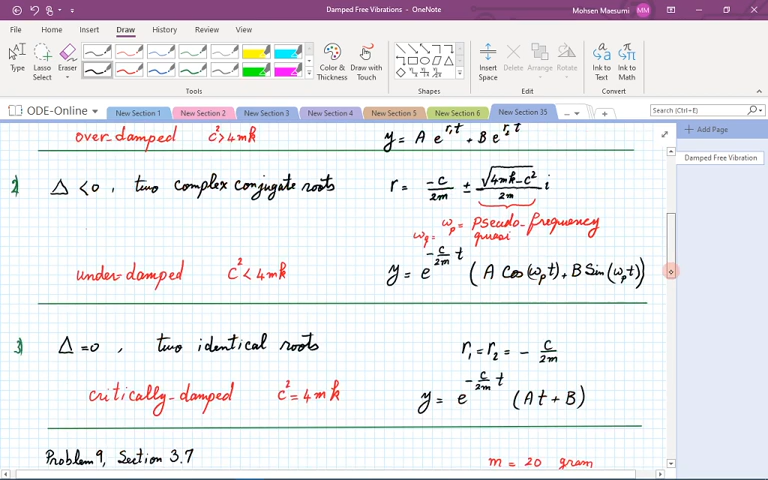 Damped Free Vibrations - OneNote
Mohsen Maesumi MM
File Home Insert Draw History Review View
Type Lasso Select Eraser Color & Thickness Draw with Touch Insert Space Delete Arrange Ink to Text Ink to Math
Tools Shapes Edit Convert
ODE-Online New Section 1 New Section 2 New Section 3 New Section 4 New Section 5 New Section 6 New Section 35 Search (Ctrl+E)
Add Page
Damped Free Vibration
over-damped c² > 4mk y = A e^{r₁t} + B e^{r₂t}
2) Δ < 0, two complex conjugate roots r = -c/2m ± √(4mk-c²)/2m i
ω_p = pseudo-frequency
ω_q = quasi
under-damped c² < 4mk y = e^{-c/2m t} (A Cos(ω_p t) + B Sin(ω_p t))
3) Δ = 0, two identical roots r₁ = r₂ = - c/2m
critically-damped c² = 4mk y = e^{-c/2m t} (At + B)
Problem 9, Section 3.7 m = 20 gram